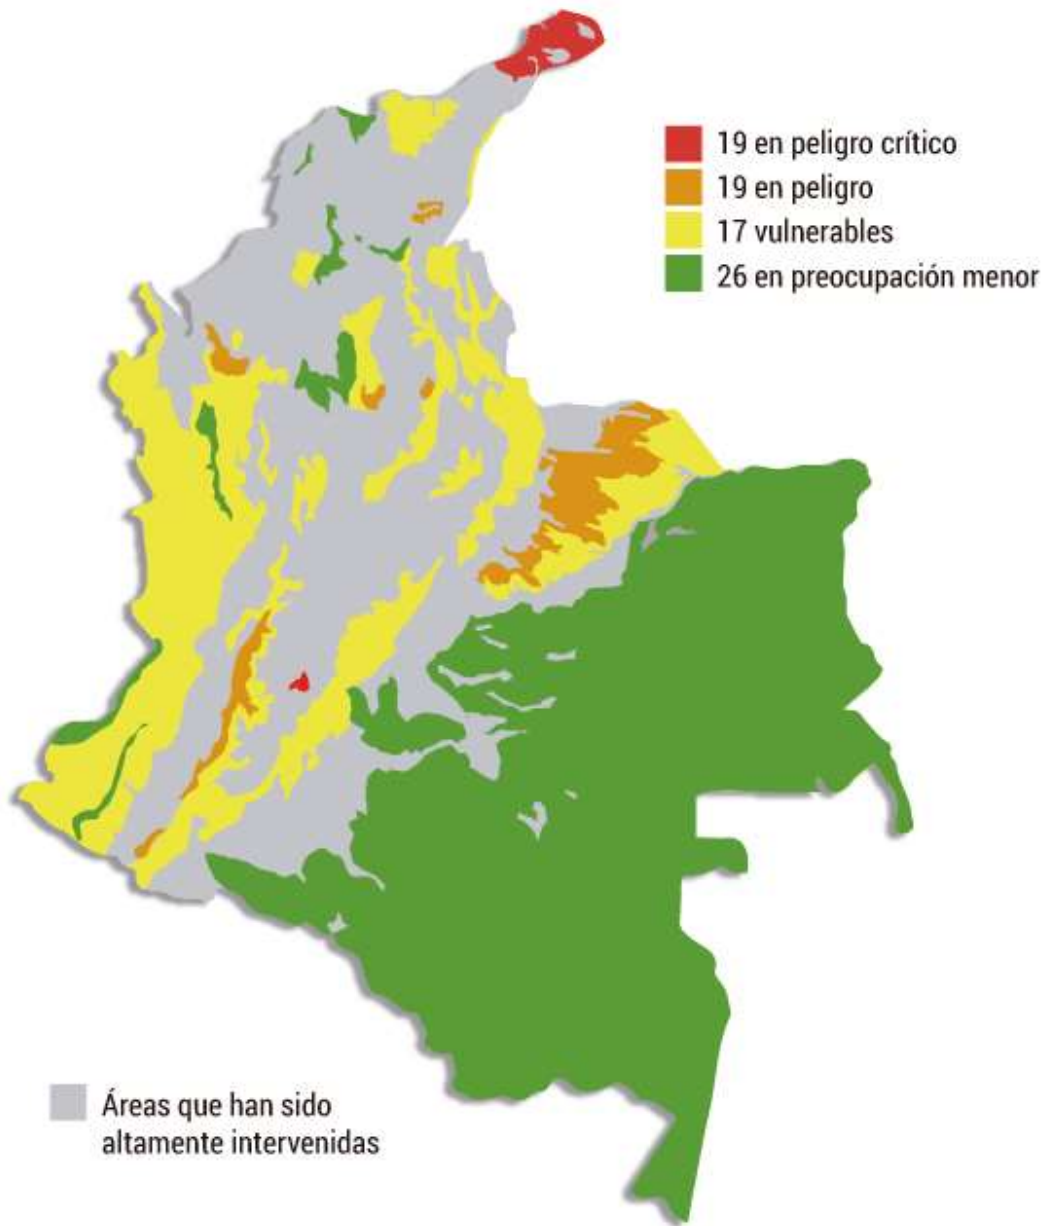 19 en peligro crítico
19 en peligro
17 vulnerables
26 en preocupación menor
Áreas que han sido
altamente intervenidas